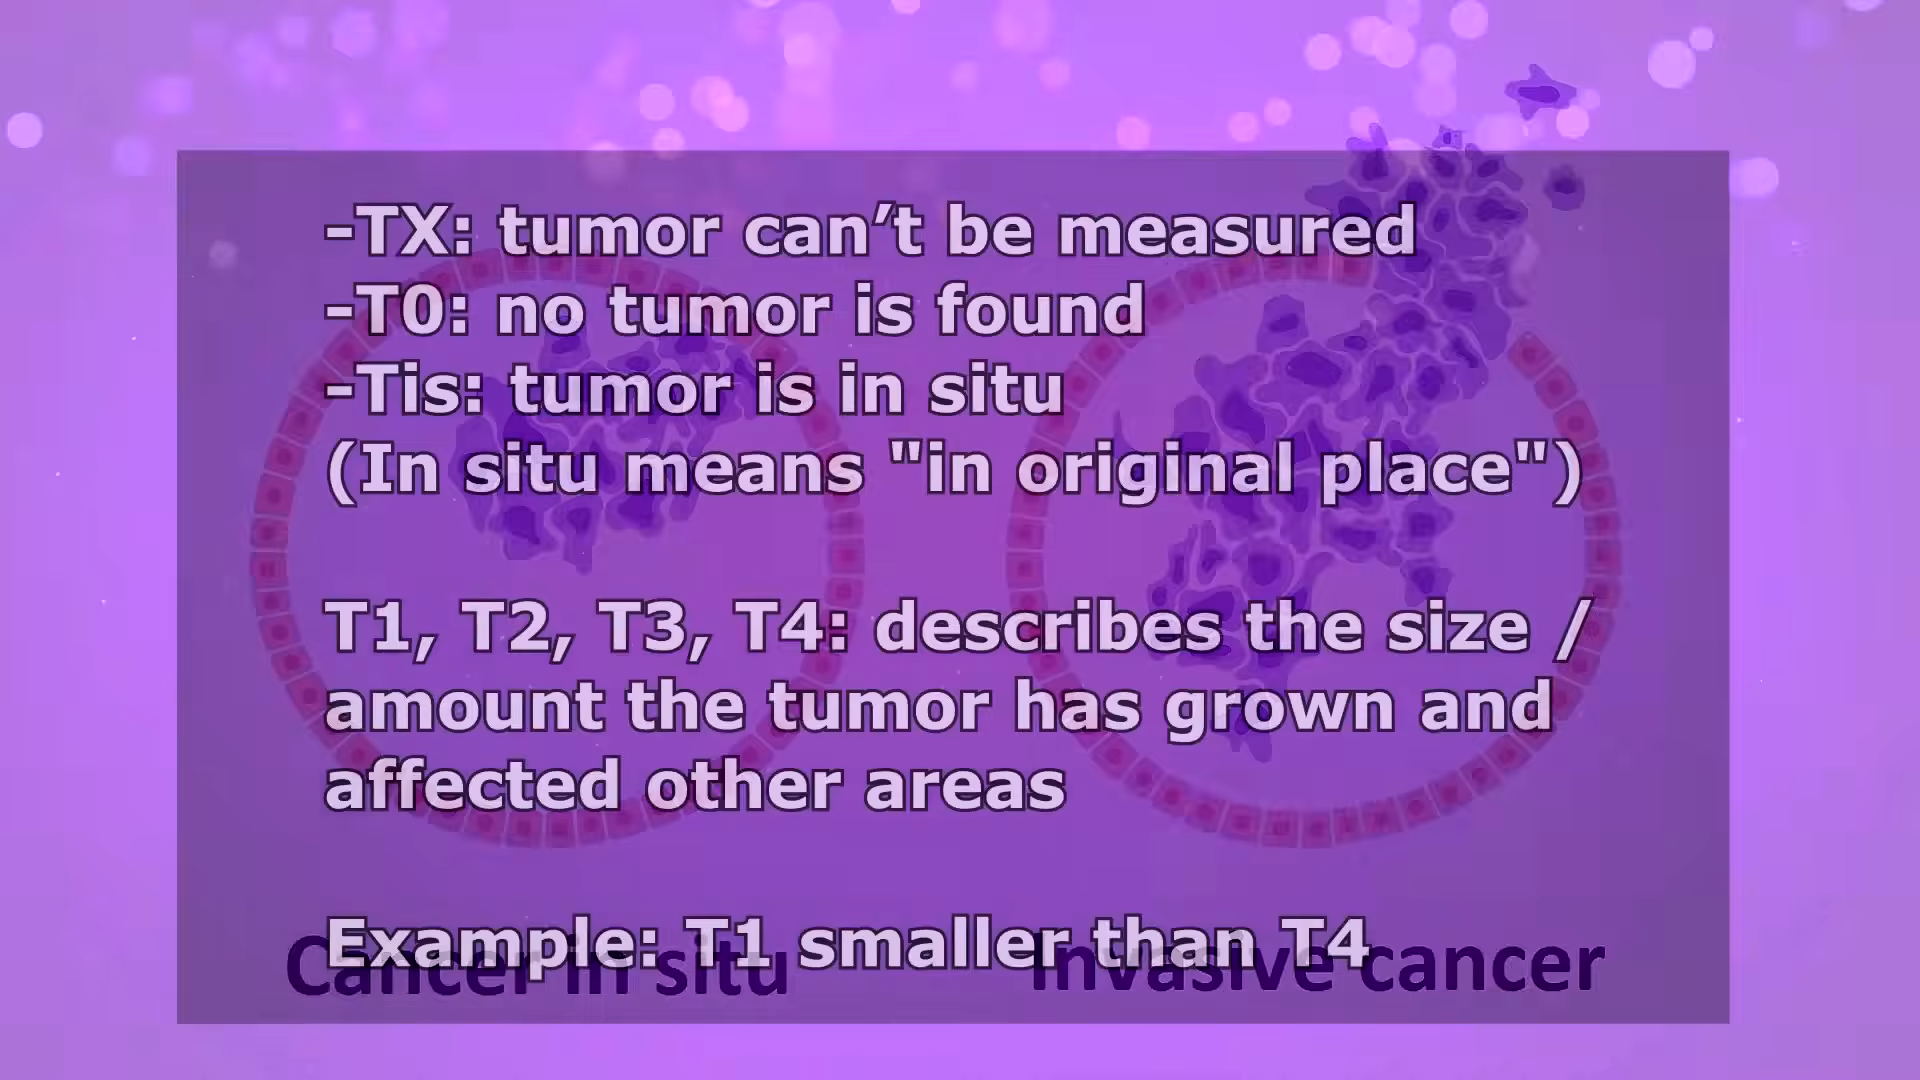 -TX: tumor can’t be measured
-T0: no tumor is found
-Tis: tumor is in situ
(In situ means "in original place")
T1, T2, T3, T4: describes the size /
amount the tumor has grown and
affected other areas
Example: T1 smaller than T4
Cancer in situ
Invasive cancer